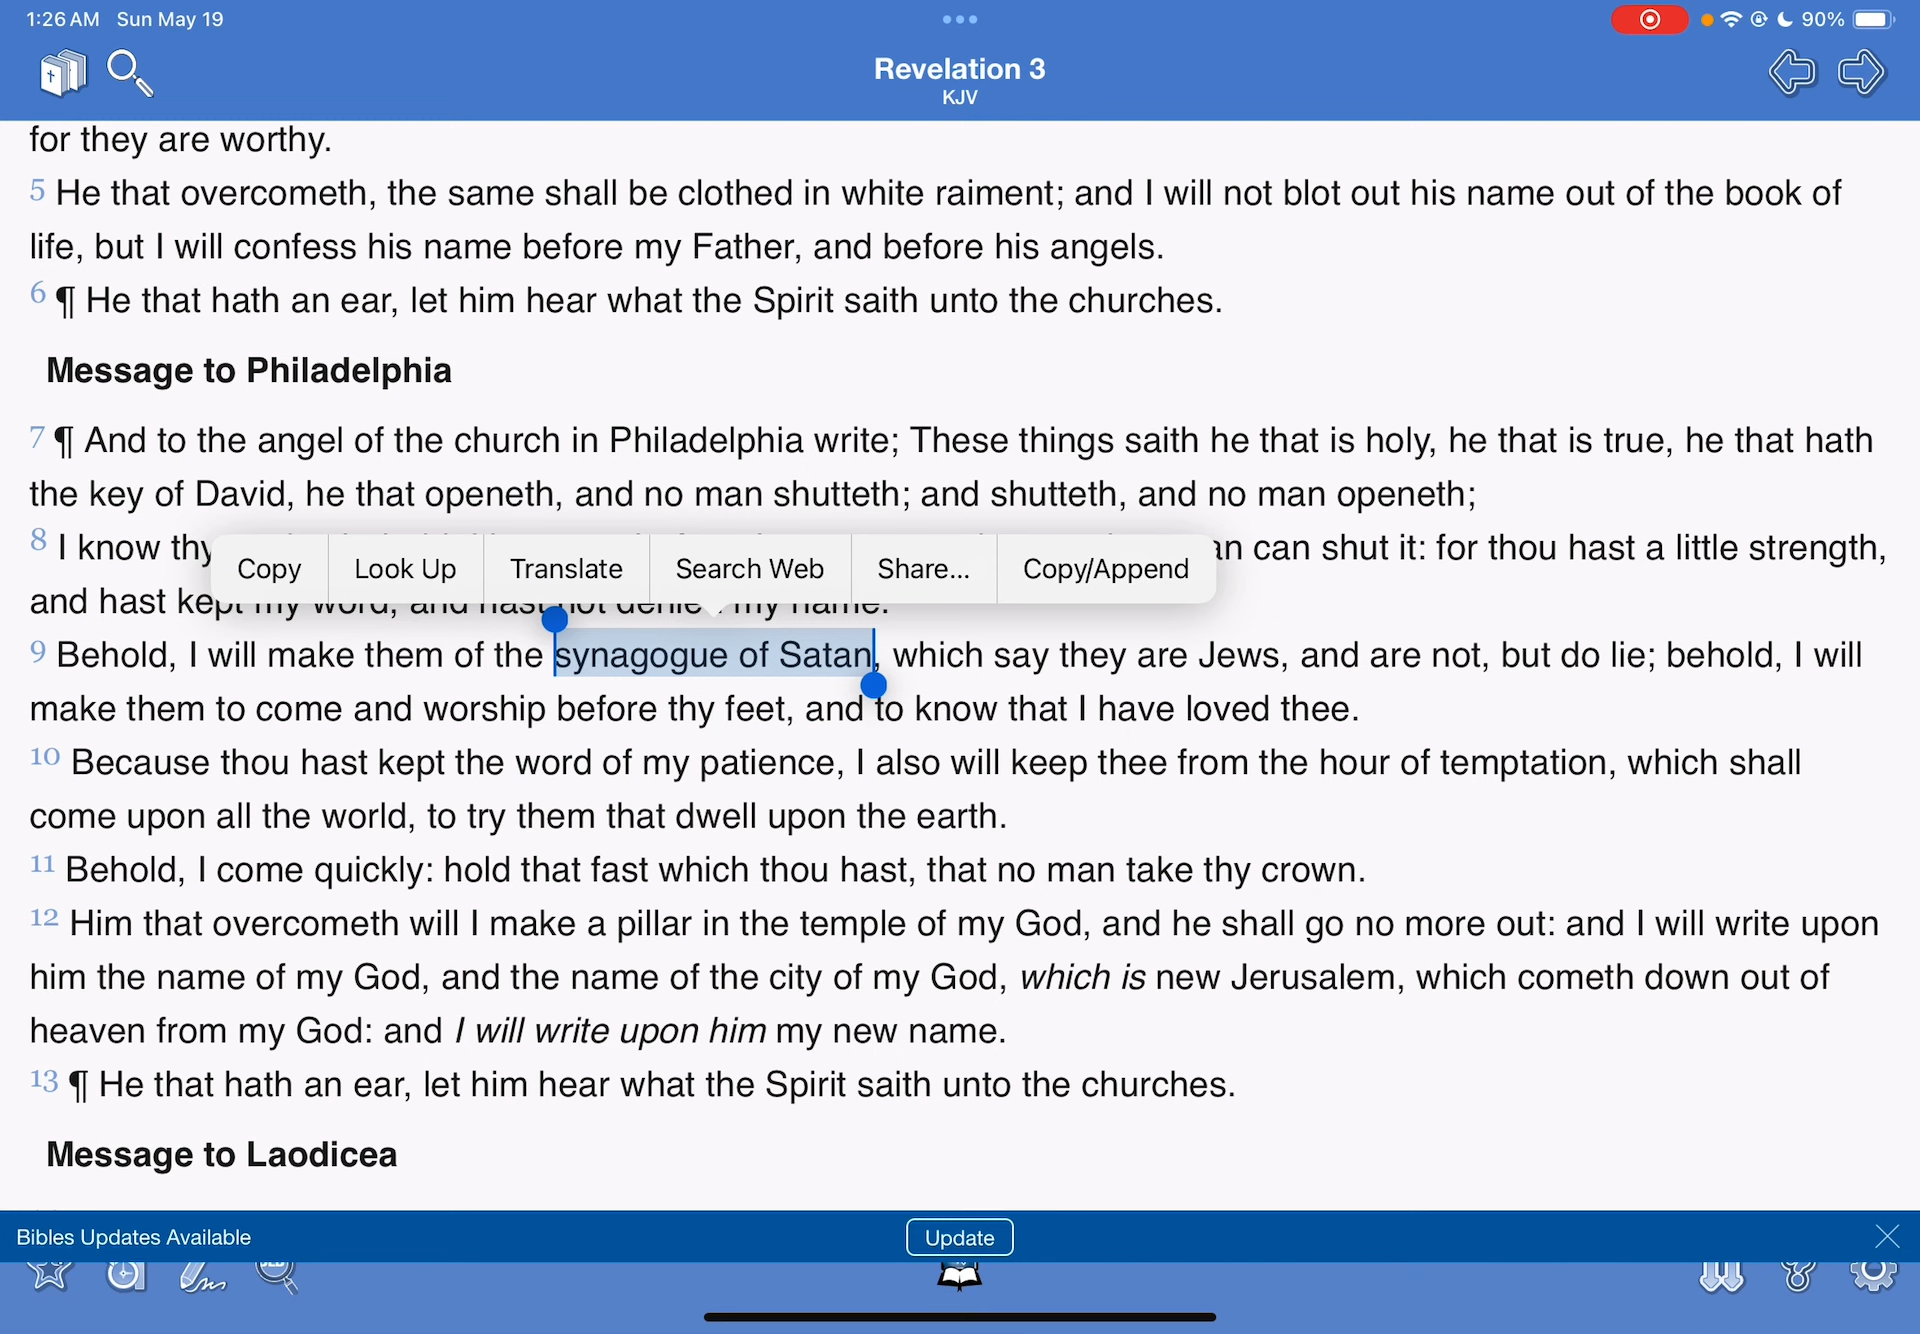 1:26 AM Sun May 19
90%
Revelation 3
KJV
for they are worthy.
5 He that overcometh, the same shall be clothed in white raiment; and I will not blot out his name out of the book of
life, but I will confess his name before my Father, and before his angels.
6 ¶ He that hath an ear, let him hear what the Spirit saith unto the churches.
Message to Philadelphia
7 ¶ And to the angel of the church in Philadelphia write; These things saith he that is holy, he that is true, he that hath
the key of David, he that openeth, and no man shutteth; and shutteth, and no man openeth;
8 I know thy can shut it: for thou hast a little strength,
Copy Look Up Translate Search Web Share... Copy/Append
and hast kept my word, and hast not denied my name.
9 Behold, I will make them of the synagogue of Satan, which say they are Jews, and are not, but do lie; behold, I will
make them to come and worship before thy feet, and to know that I have loved thee.
10 Because thou hast kept the word of my patience, I also will keep thee from the hour of temptation, which shall
come upon all the world, to try them that dwell upon the earth.
11 Behold, I come quickly: hold that fast which thou hast, that no man take thy crown.
12 Him that overcometh will I make a pillar in the temple of my God, and he shall go no more out: and I will write upon
him the name of my God, and the name of the city of my God, which is new Jerusalem, which cometh down out of
heaven from my God: and I will write upon him my new name.
13 ¶ He that hath an ear, let him hear what the Spirit saith unto the churches.
Message to Laodicea
Bibles Updates Available
Update